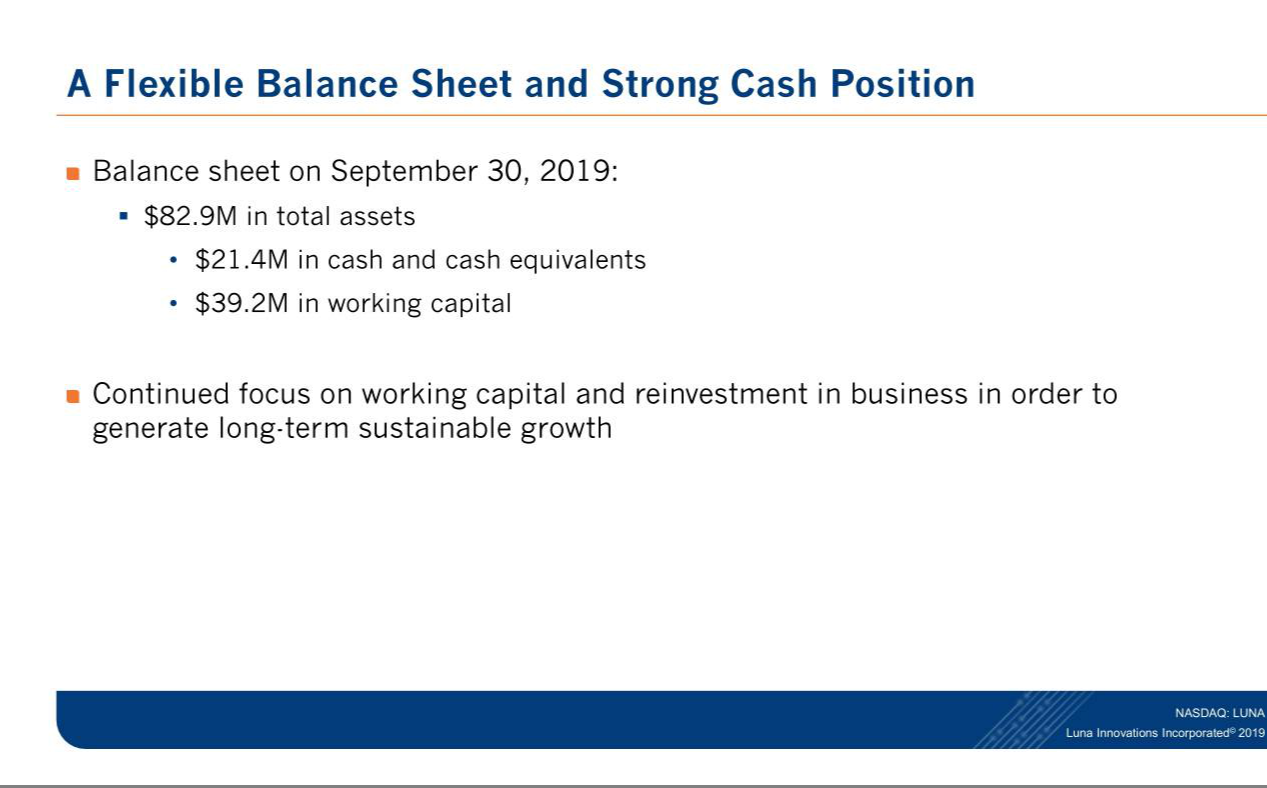 A Flexible Balance Sheet and Strong Cash Position
Balance sheet on September 30, 2019:
$82.9M in total assets
$21.4M in cash and cash equivalents
$39.2M in working capital
Continued focus on working capital and reinvestment in business in order to
generate long-term sustainable growth
NASDAQ: LUNA
Luna Innovations Incorporated© 2019